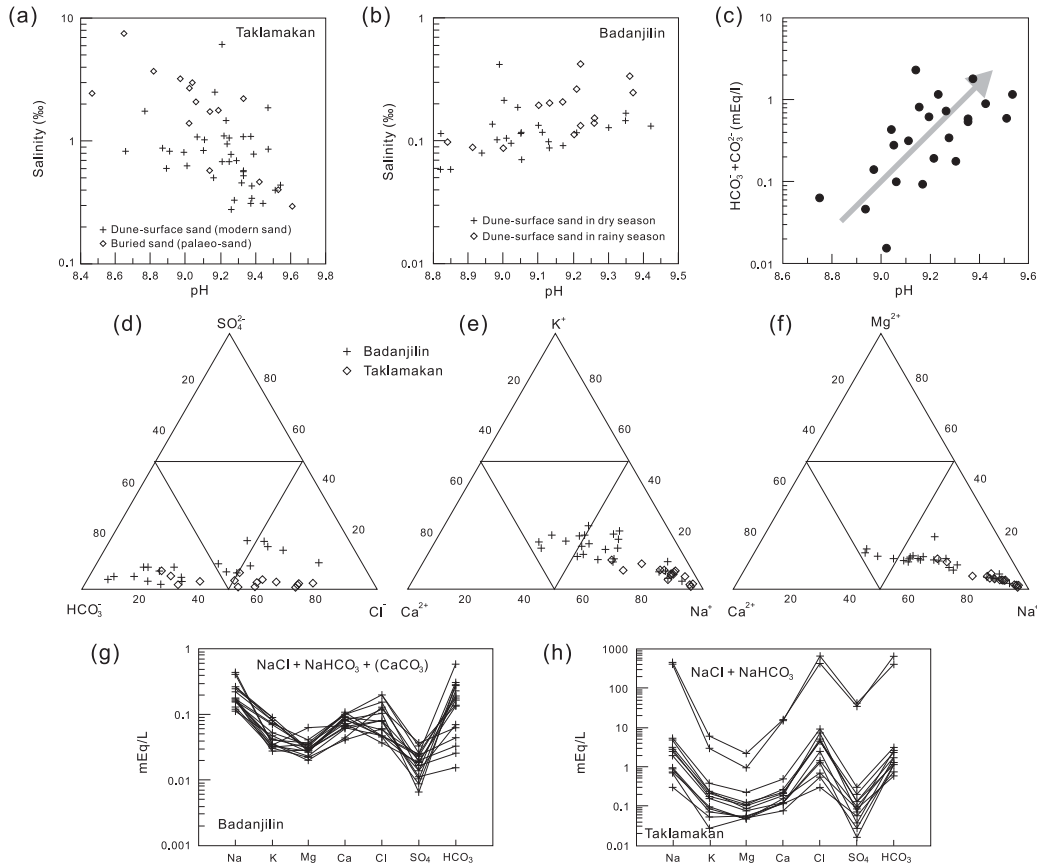 (a)
Taklamakan
10
1
0.1
Salinity (‰)
+ Dune-surface sand (modern sand)
◇ Buried sand (palaeo-sand)
8.4 8.6 8.8 9.0 9.2 9.4 9.6
pH
(b)
Badanjilin
1
0.1
0.01
Salinity (‰)
+ Dune-surface sand in dry season
◇ Dune-surface sand in rainy season
8.8 8.9 9.0 9.1 9.2 9.3 9.4 9.5
pH
(c)
10
1
0.1
0.01
HCO₃⁻+CO₃²⁻ (mEq/l)
8.6 8.8 9.0 9.2 9.4 9.6
pH
(d)
SO₄²⁻
20 80
40 60
60 40
80 20
20 40 60 80
HCO₃⁻
Cl⁻
+ Badanjilin
◇ Taklamakan
(e)
K⁺
20 80
40 60
60 40
80 20
20 40 60 80
Ca²⁺
Na⁺
(f)
Mg²⁺
20 80
40 60
60 40
80 20
20 40 60 80
Ca²⁺
Na⁺
(g)
NaCl + NaHCO₃ + (CaCO₃)
1
0.1
0.01
0.001
mEq/L
Badanjilin
Na K Mg Ca Cl SO₄ HCO₃
(h)
NaCl + NaHCO₃
1000
100
10
1
0.1
0.01
mEq/L
Taklamakan
Na K Mg Ca Cl SO₄ HCO₃